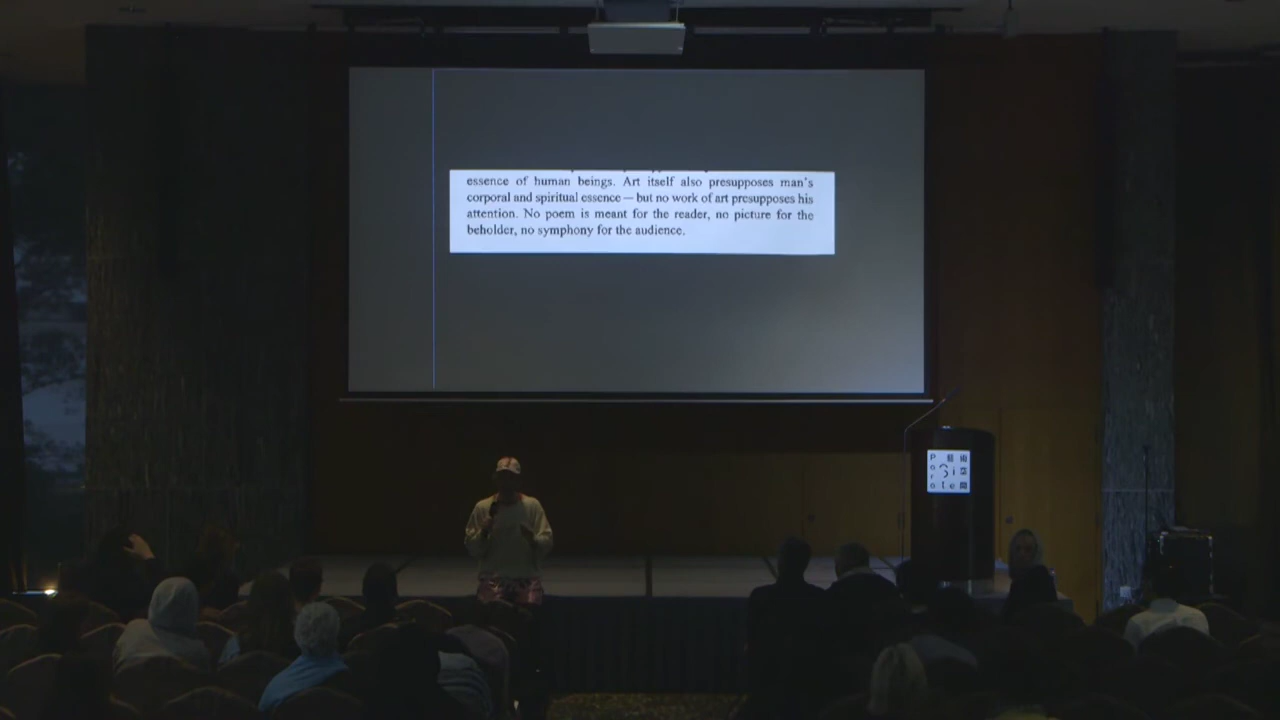 essence of human beings. Art itself also presupposes man's
corporal and spiritual essence — but no work of art presupposes his
attention. No poem is meant for the reader, no picture for the
beholder, no symphony for the audience.